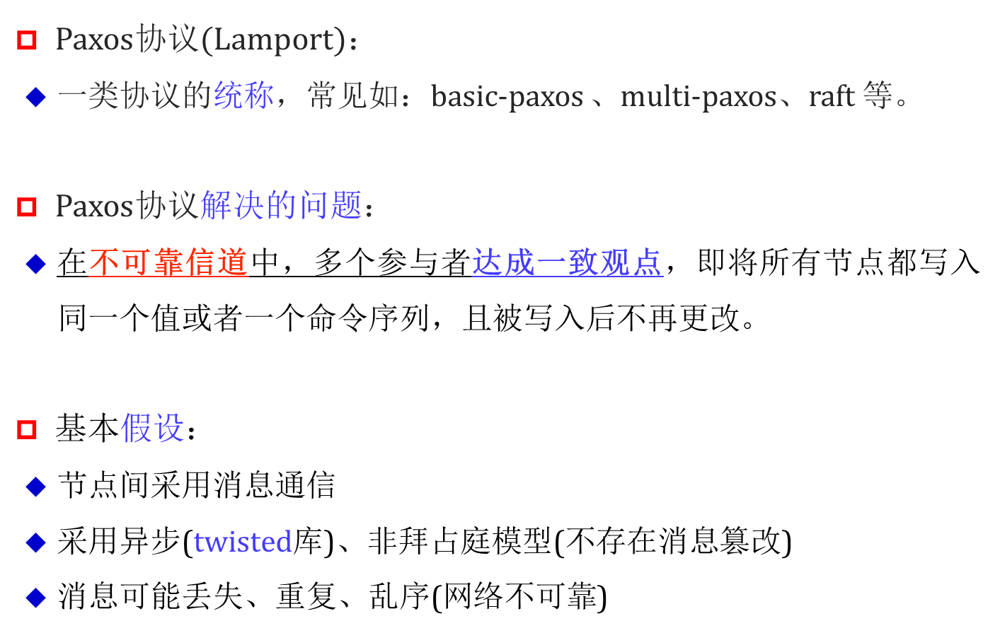 Paxos协议(Lamport)：
一类协议的统称，常见如：basic-paxos 、multi-paxos、raft 等。
Paxos协议解决的问题：
在不可靠信道中，多个参与者达成一致观点，即将所有节点都写入
同一个值或者一个命令序列，且被写入后不再更改。
基本假设：
节点间采用消息通信
采用异步(twisted库)、非拜占庭模型(不存在消息篡改)
消息可能丢失、重复、乱序(网络不可靠)